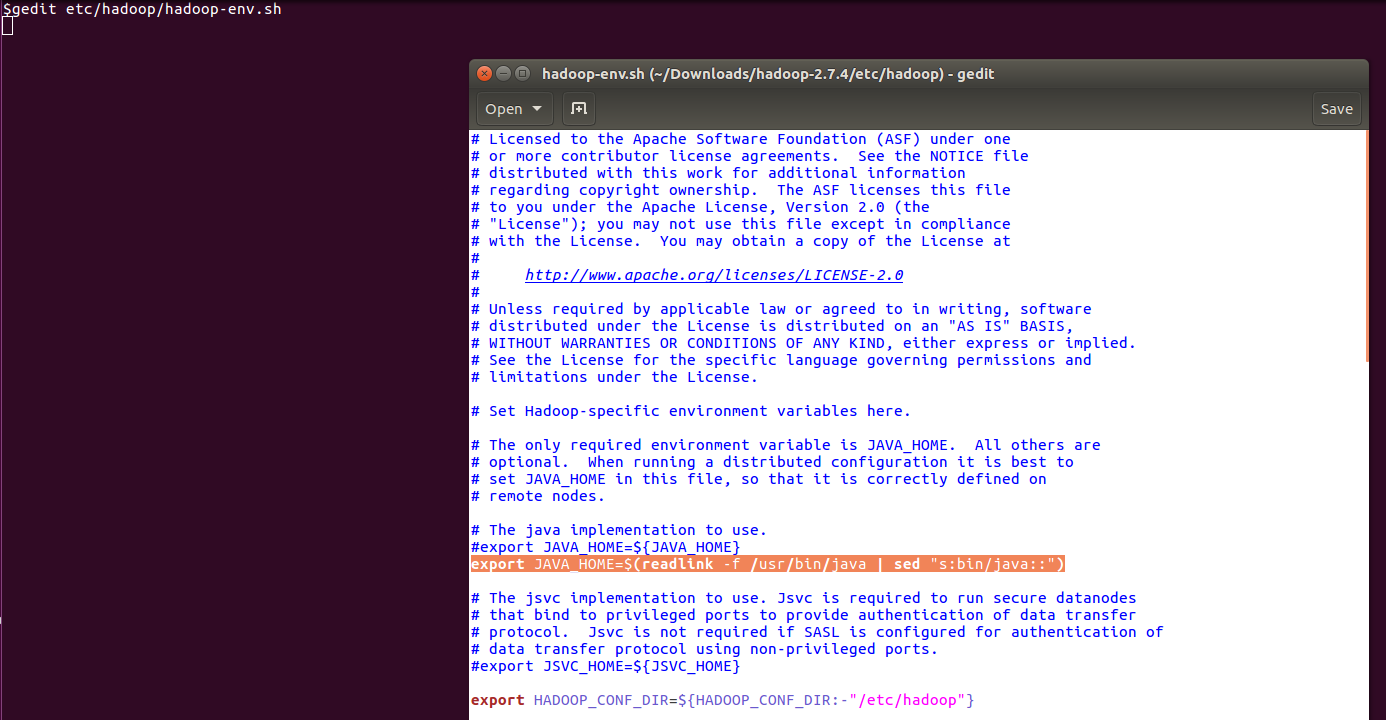 $gedit etc/hadoop/hadoop-env.sh
hadoop-env.sh (~/Downloads/hadoop-2.7.4/etc/hadoop) - gedit
Open
Save
# Licensed to the Apache Software Foundation (ASF) under one
# or more contributor license agreements.  See the NOTICE file
# distributed with this work for additional information
# regarding copyright ownership.  The ASF licenses this file
# to you under the Apache License, Version 2.0 (the
# "License"); you may not use this file except in compliance
# with the License.  You may obtain a copy of the License at
#
#     http://www.apache.org/licenses/LICENSE-2.0
#
# Unless required by applicable law or agreed to in writing, software
# distributed under the License is distributed on an "AS IS" BASIS,
# WITHOUT WARRANTIES OR CONDITIONS OF ANY KIND, either express or implied.
# See the License for the specific language governing permissions and
# limitations under the License.
# Set Hadoop-specific environment variables here.
# The only required environment variable is JAVA_HOME.  All others are
# optional.  When running a distributed configuration it is best to
# set JAVA_HOME in this file, so that it is correctly defined on
# remote nodes.
# The java implementation to use.
#export JAVA_HOME=${JAVA_HOME}
export JAVA_HOME=$(readlink -f /usr/bin/java | sed "s:bin/java::")
# The jsvc implementation to use. Jsvc is required to run secure datanodes
# that bind to privileged ports to provide authentication of data transfer
# protocol.  Jsvc is not required if SASL is configured for authentication of
# data transfer protocol using non-privileged ports.
#export JSVC_HOME=${JSVC_HOME}
export HADOOP_CONF_DIR=${HADOOP_CONF_DIR:-"/etc/hadoop"}